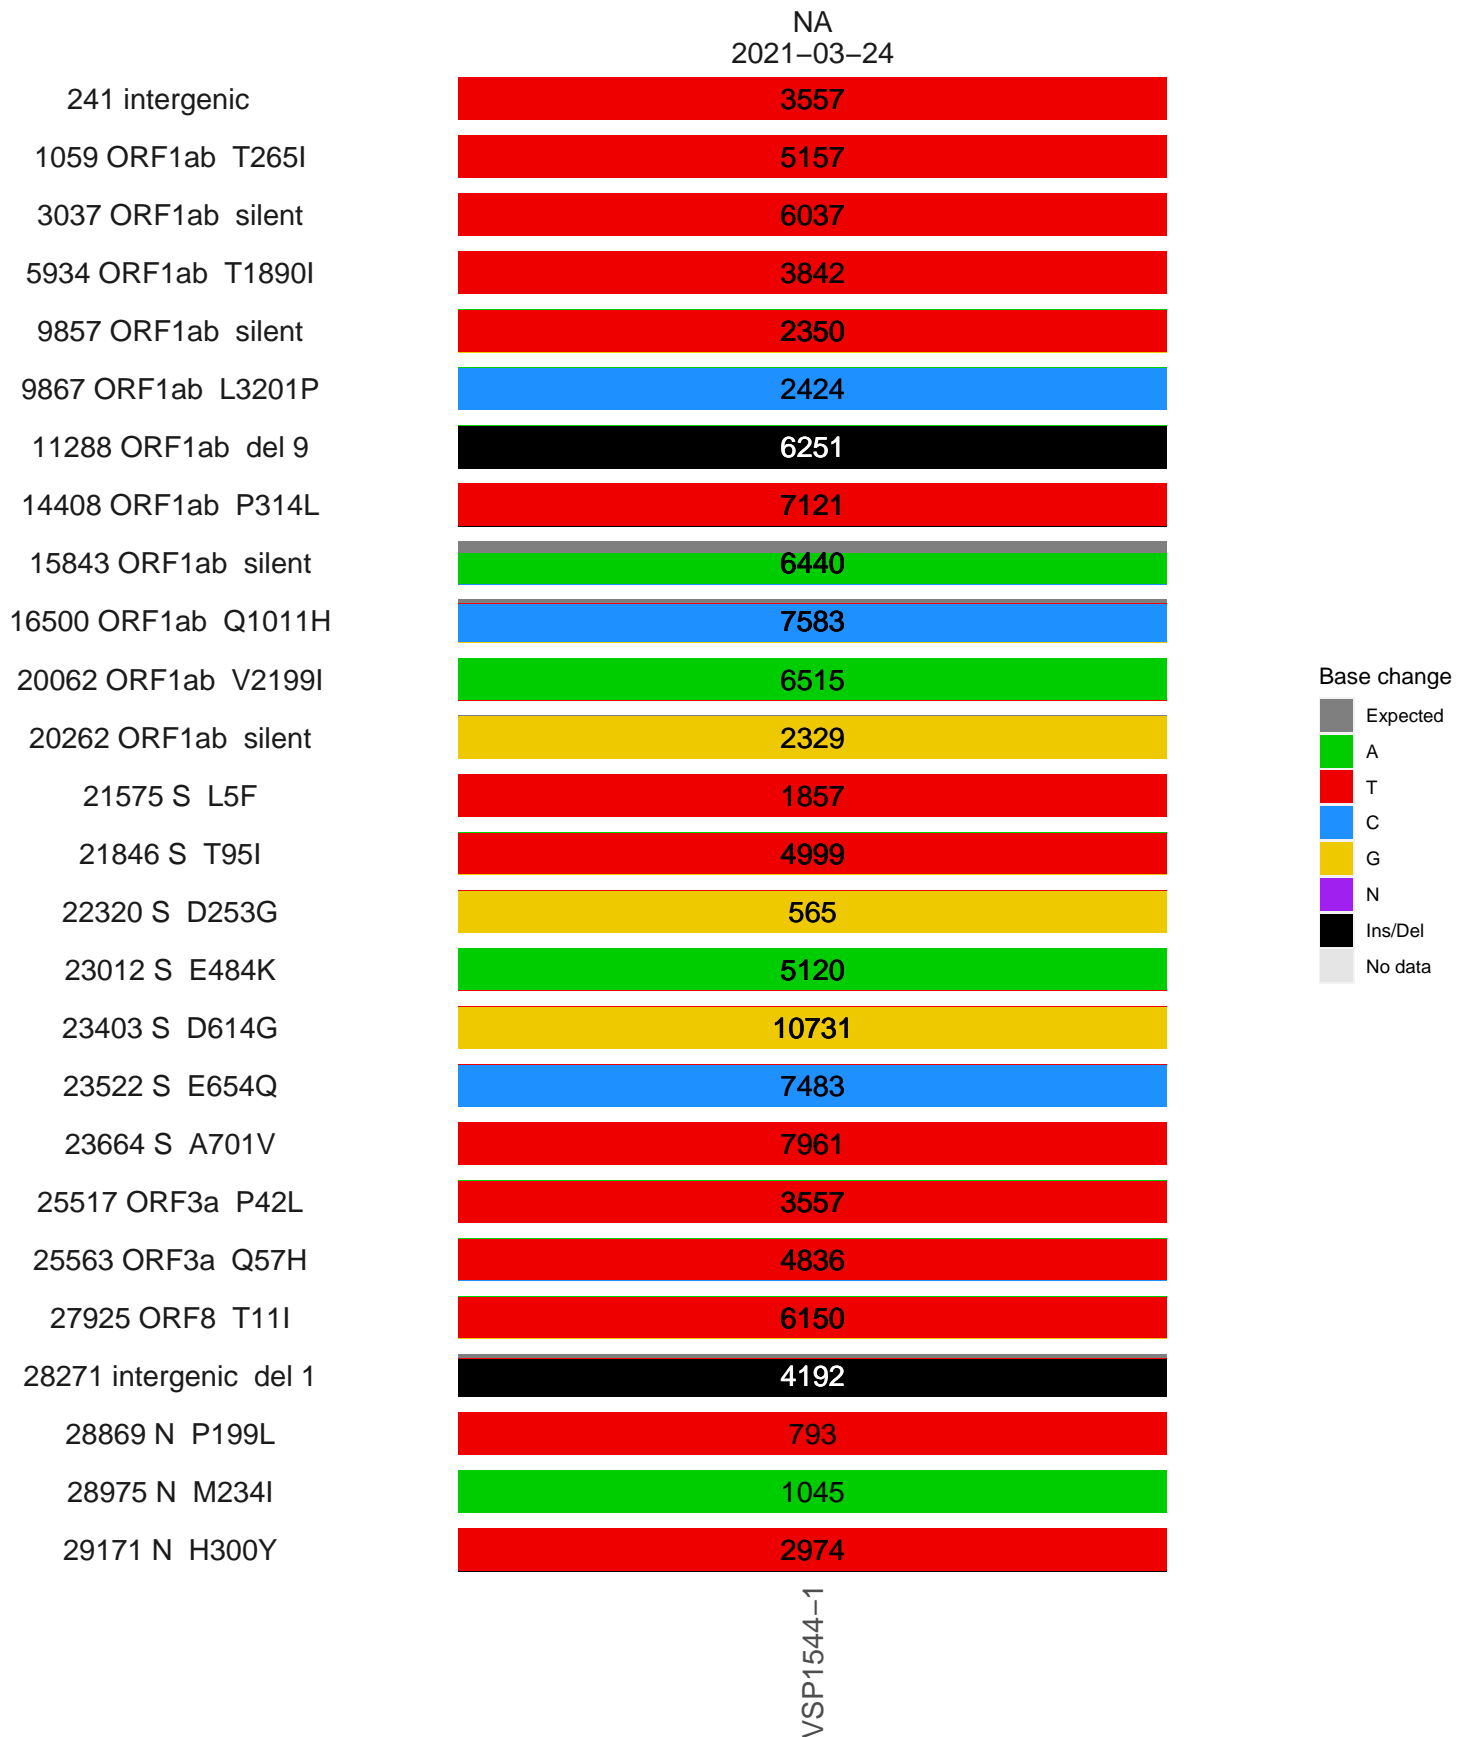 NA
2021−03−24
241 intergenic 3557
1059 ORF1ab T265I 5157
3037 ORF1ab silent 6037
5934 ORF1ab T1890I 3842
9857 ORF1ab silent 2350
9867 ORF1ab L3201P 2424
11288 ORF1ab del 9 6251
14408 ORF1ab P314L 7121
15843 ORF1ab silent 6440
16500 ORF1ab Q1011H 7583
20062 ORF1ab V2199I 6515
20262 ORF1ab silent 2329
21575 S L5F 1857
21846 S T95I 4999
22320 S D253G 565
23012 S E484K 5120
23403 S D614G 10731
23522 S E654Q 7483
23664 S A701V 7961
25517 ORF3a P42L 3557
25563 ORF3a Q57H 4836
27925 ORF8 T11I 6150
28271 intergenic del 1 4192
28869 N P199L 793
28975 N M234I 1045
29171 N H300Y 2974
VSP1544−1
Base change
Expected
A
T
C
G
N
Ins/Del
No data